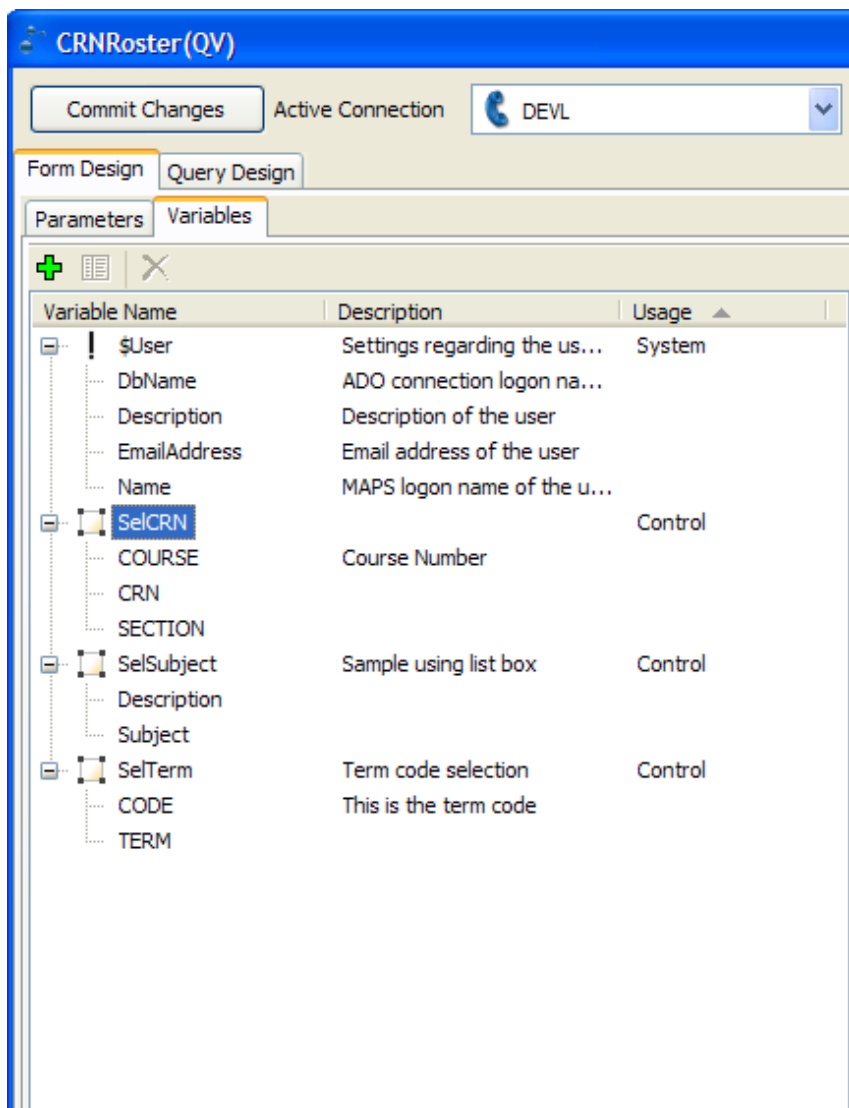 CRNRoster(QV)
Commit Changes Active Connection DEVL
Form Design Query Design
Parameters Variables
Variable Name Description Usage
$User Settings regarding the us... System
DbName ADO connection logon na...
Description Description of the user
EmailAddress Email address of the user
Name MAPS logon name of the u...
SelCRN Control
COURSE Course Number
CRN
SECTION
SelSubject Sample using list box Control
Description
Subject
SelTerm Term code selection Control
CODE This is the term code
TERM